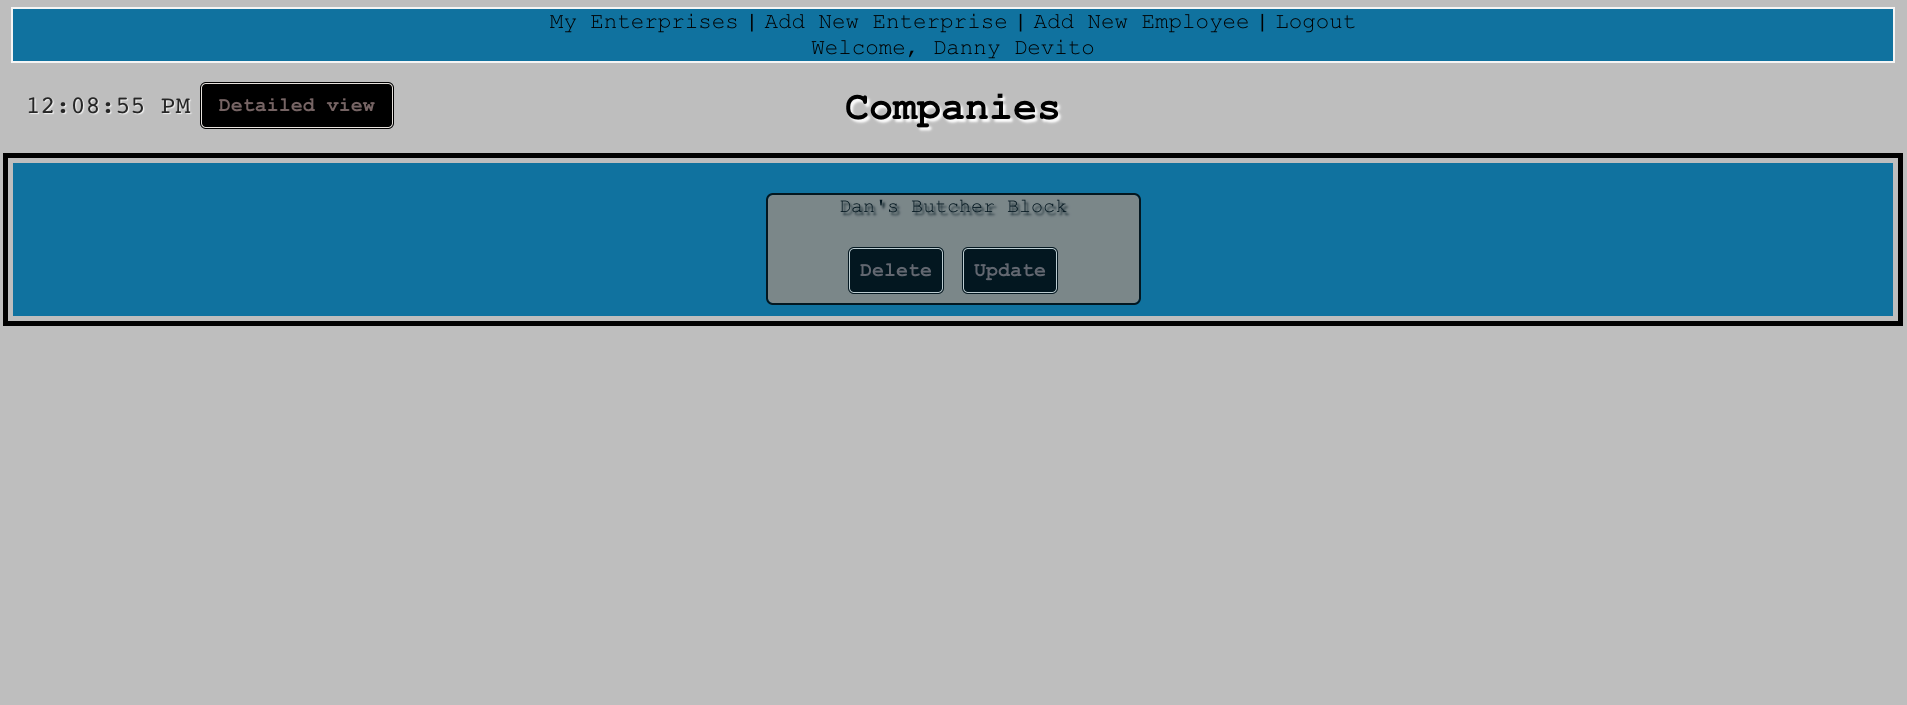 My Enterprises | Add New Enterprise | Add New Employee | Logout
Welcome, Danny Devito
12:08:55 PM Detailed view
Companies
Dan's Butcher Block
Delete Update